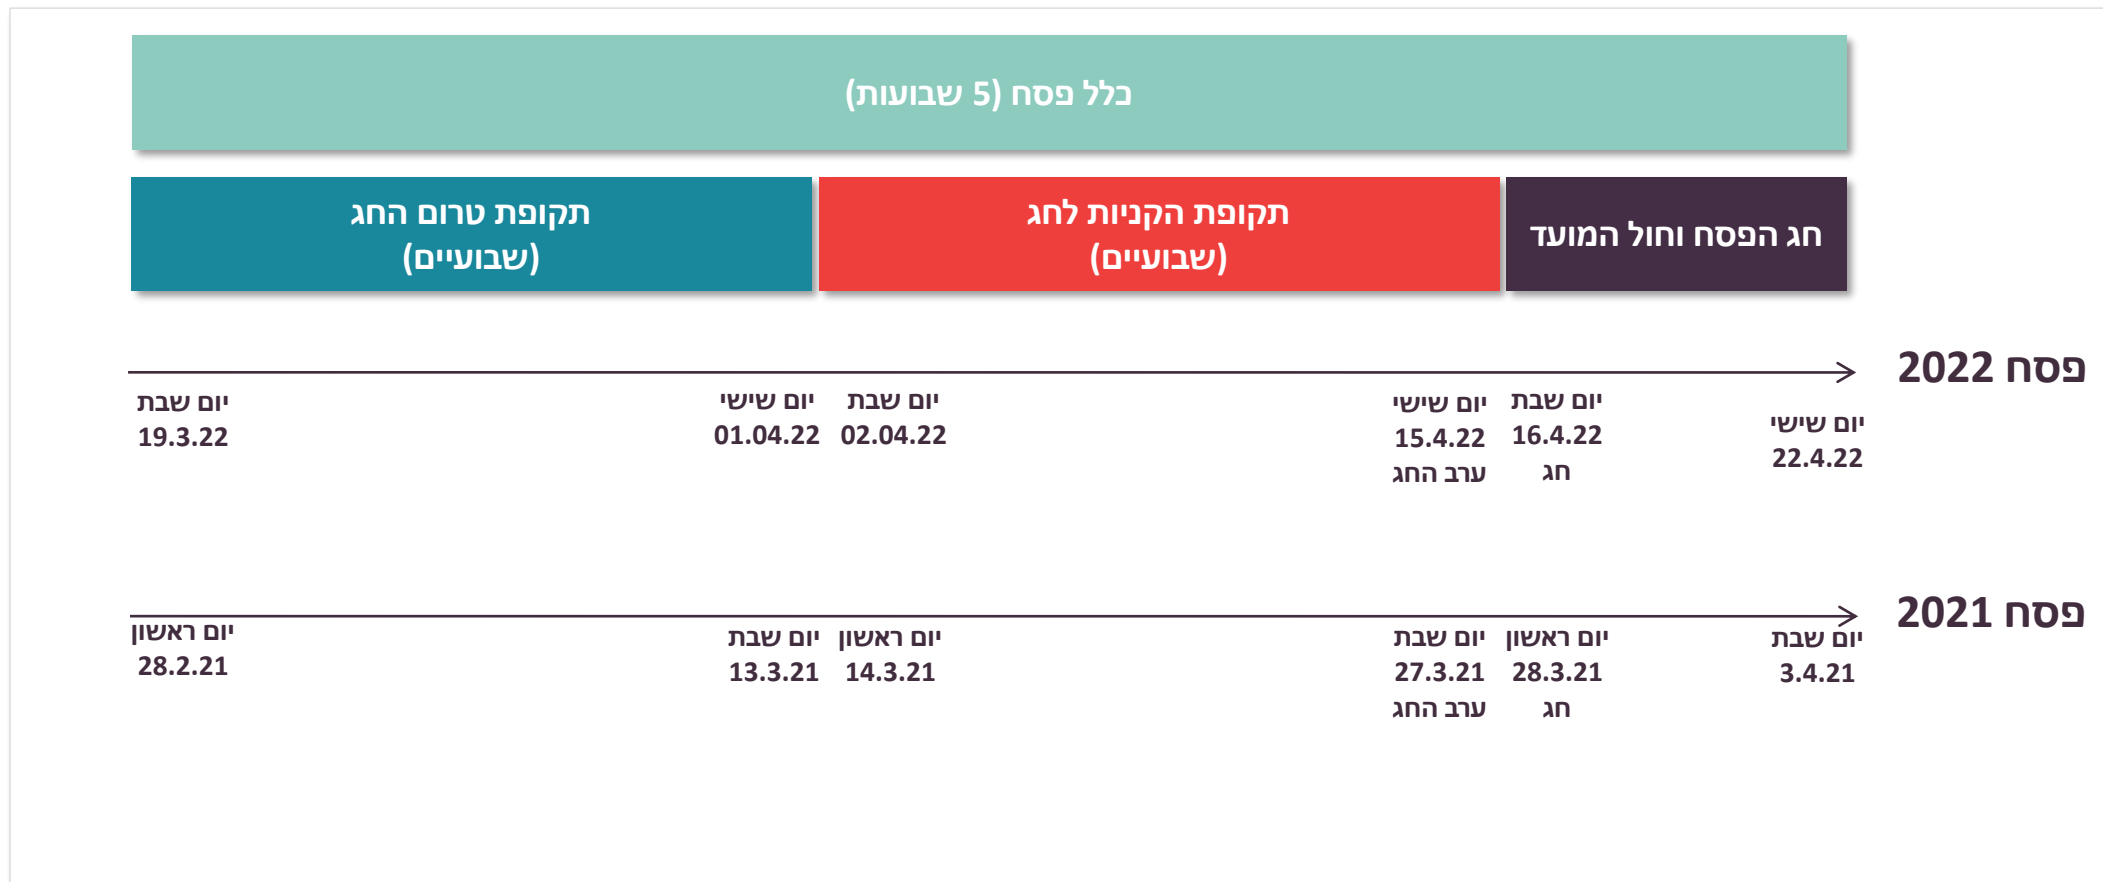 כלל פסח (5 שבועות)
תקופת טרום החג
(שבועיים)
תקופת הקניות לחג
(שבועיים)
חג הפסח וחול המועד
פסח 2022
יום שבת
19.3.22
יום שישי
01.04.22
יום שבת
02.04.22
יום שישי
15.4.22
ערב החג
יום שבת
16.4.22
חג
יום שישי
22.4.22
פסח 2021
יום ראשון
28.2.21
יום שבת
13.3.21
יום ראשון
14.3.21
יום שבת
27.3.21
ערב החג
יום ראשון
28.3.21
חג
יום שבת
3.4.21